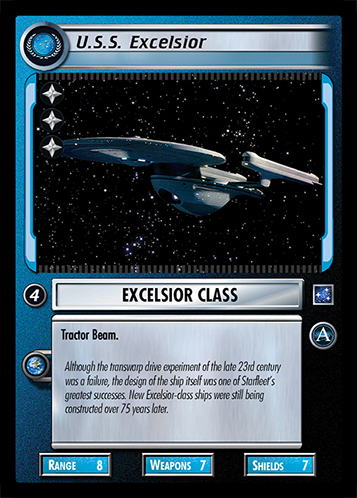 U.S.S. Excelsior
4
EXCELSIOR CLASS
Tractor Beam.
A
Although the transwarp drive experiment of the late 23rd century
was a failure, the design of the ship itself was one of Starfleet's
greatest successes. New Excelsior-class ships were still being
constructed over 75 years later.
RANGE 8 WEAPONS 7 SHIELDS 7